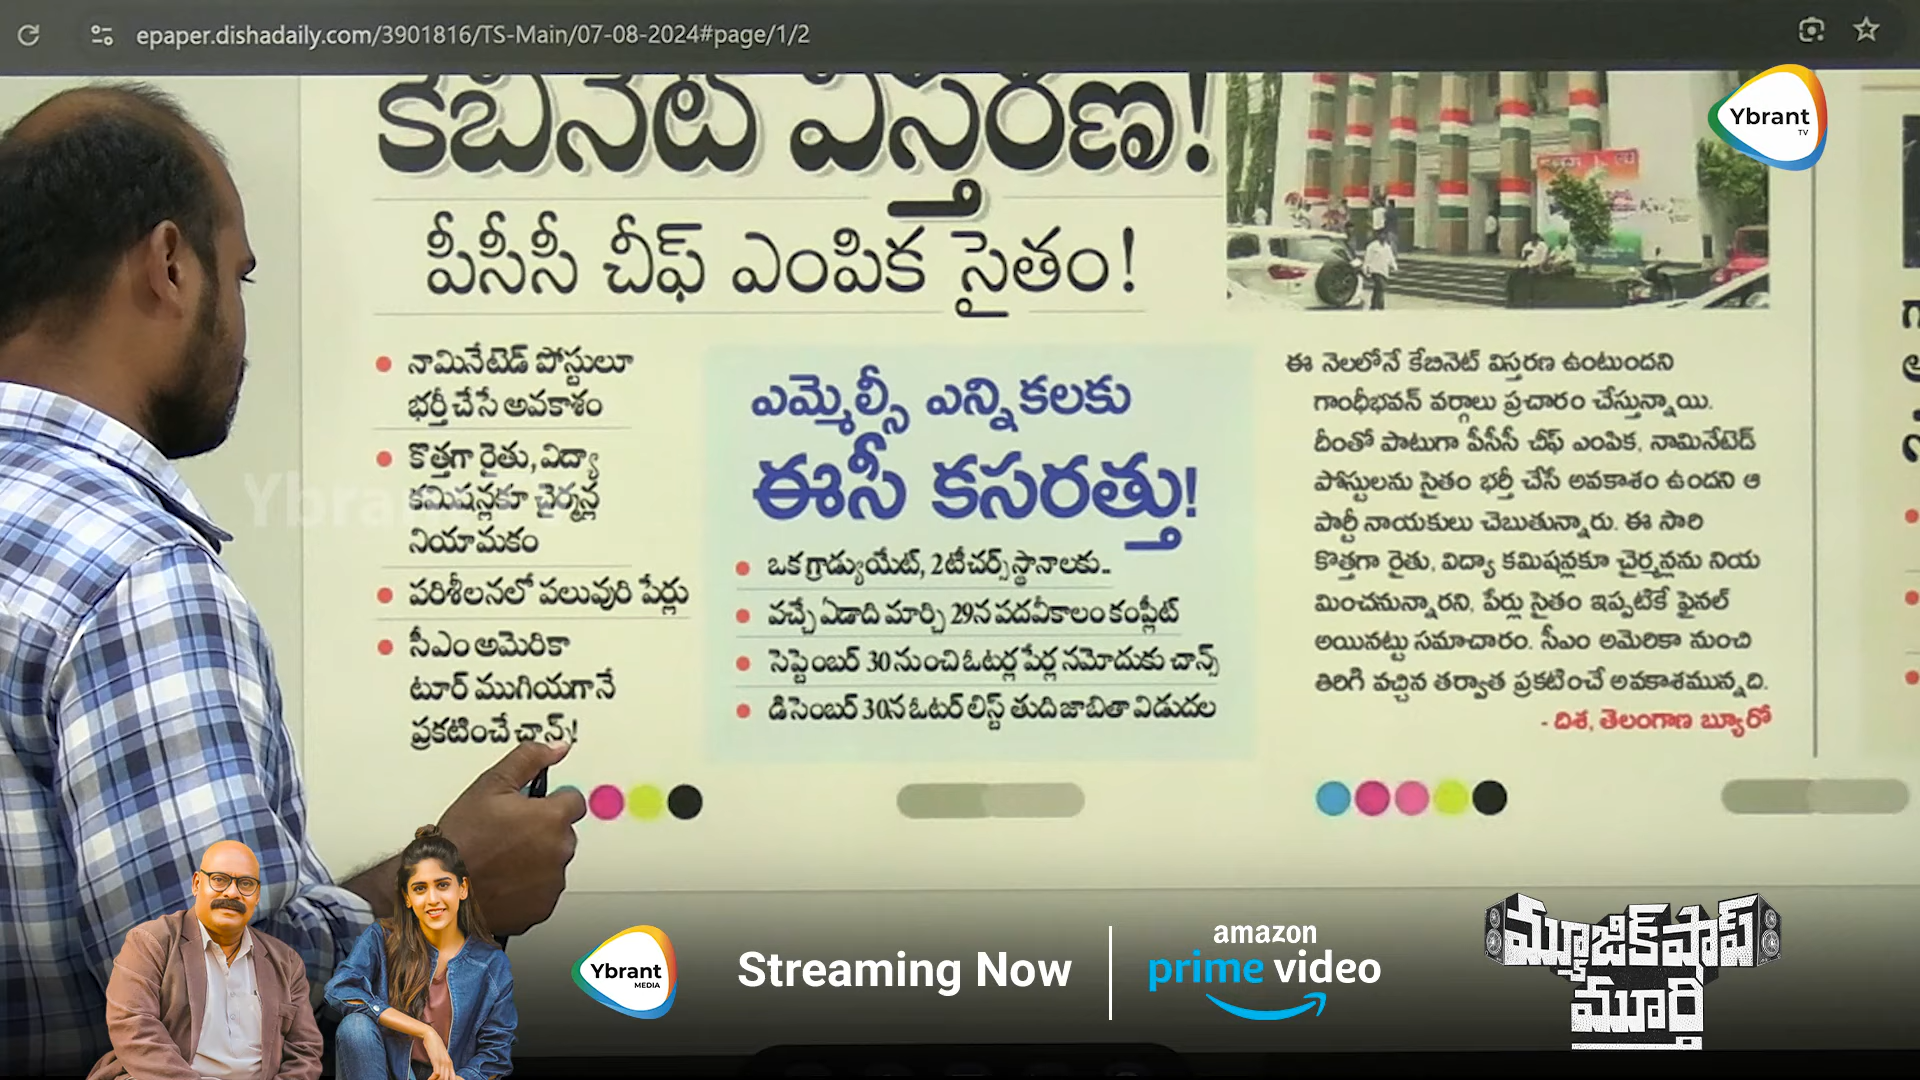 epaper.dishadaily.com/3901816/TS-Main/07-08-2024#page/1/2
కేబినెట్ విస్తరణ!
పీసీసీ చీఫ్ ఎంపిక సైతం!
Ybrant
TV
నామినేటెడ్ పోస్టులూ
భర్తీ చేసే అవకాశం
కొత్తగా రైతు, విద్యా
కమిషన్లకూ చైర్మన్ల
నియామకం
పరిశీలనలో పలువురి పేర్లు
సీఎం అమెరికా
టూర్ ముగియగానే
ప్రకటించే చాన్స్!
ఎమ్మెల్సీ ఎన్నికలకు
ఈసీ కసరత్తు!
ఒక గ్రాడ్యుయేట్, 2 టీచర్స్ స్థానాలకు..
వచ్చే ఏడాది మార్చి 29న పదవీకాలం కంప్లీట్
సెప్టెంబర్ 30 నుంచి ఓటర్ల పేర్ల నమోదుకు చాన్స్
డిసెంబర్ 30న ఓటర్ లిస్ట్ తుది జాబితా విడుదల
ఈ నెలలోనే కేబినెట్ విస్తరణ ఉంటుందని
గాంధీభవన్ వర్గాలు ప్రచారం చేస్తున్నాయి.
దీంతో పాటుగా పీసీసీ చీఫ్ ఎంపిక, నామినేటెడ్
పోస్టులను సైతం భర్తీ చేసే అవకాశం ఉందని ఆ
పార్టీ నాయకులు చెబుతున్నారు. ఈ సారి
కొత్తగా రైతు, విద్యా కమిషన్లకూ చైర్మన్లను నియ
మించనున్నారని, పేర్లు సైతం ఇప్పటికే ఫైనల్
అయినట్టు సమాచారం. సీఎం అమెరికా నుంచి
తిరిగి వచ్చిన తర్వాత ప్రకటించే అవకాశమున్నది.
- దిశ, తెలంగాణ బ్యూరో
Ybrant
MEDIA
Streaming Now
amazon
prime video
మ్యూజిక్ షాప్
మూర్తి